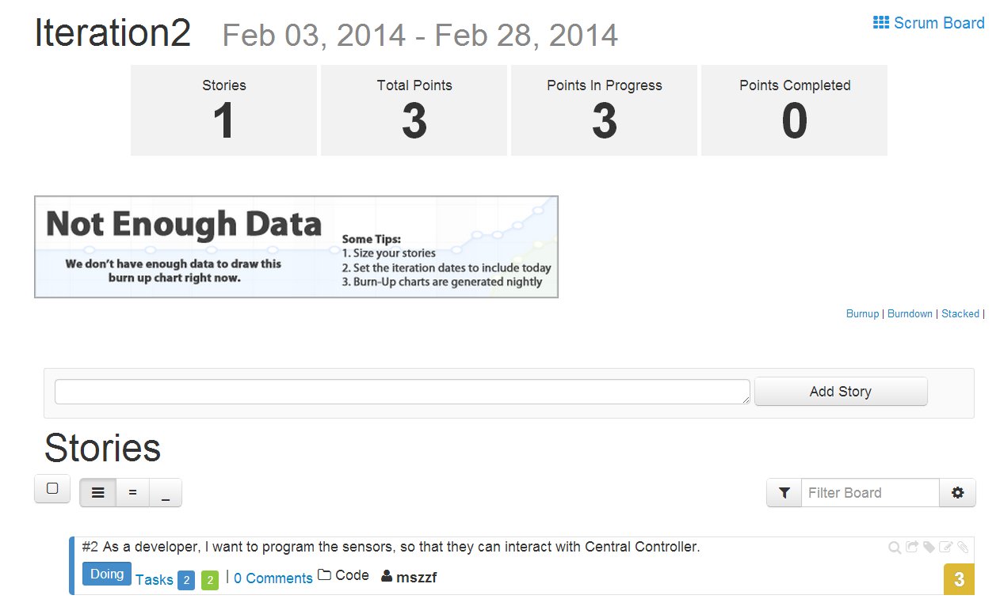 Iteration2 Feb 03, 2014 - Feb 28, 2014 Scrum Board
Stories Total Points Points In Progress Points Completed
1 3 3 0
Not Enough Data
We don't have enough data to draw this
burn up chart right now.
Some Tips:
1. Size your stories
2. Set the iteration dates to include today
3. Burn-Up charts are generated nightly
Burnup | Burndown | Stacked |
Add Story
Stories
= _ Filter Board
#2 As a developer, I want to program the sensors, so that they can interact with Central Controller.
Doing Tasks 2 2 | 0 Comments Code mszzf 3